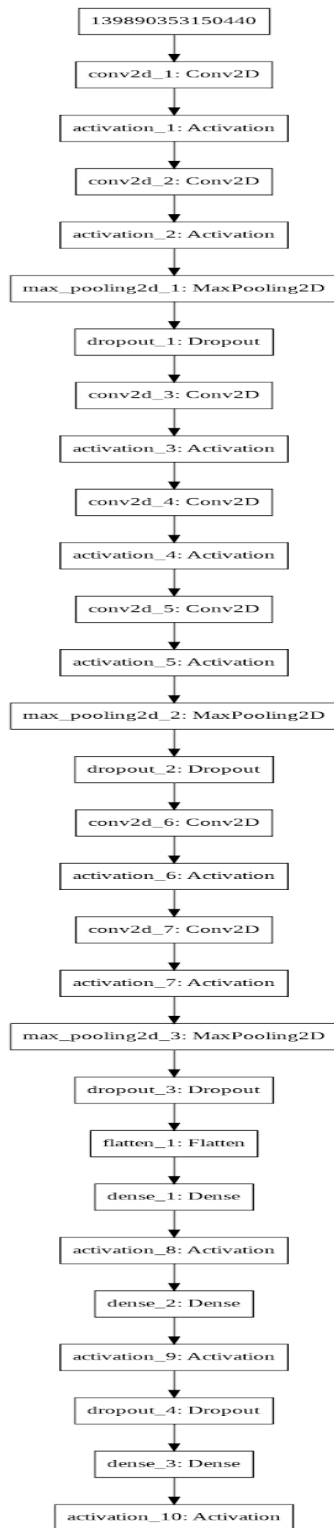 139890353150440
conv2d_1: Conv2D
activation_1: Activation
conv2d_2: Conv2D
activation_2: Activation
max_pooling2d_1: MaxPooling2D
dropout_1: Dropout
conv2d_3: Conv2D
activation_3: Activation
conv2d_4: Conv2D
activation_4: Activation
conv2d_5: Conv2D
activation_5: Activation
max_pooling2d_2: MaxPooling2D
dropout_2: Dropout
conv2d_6: Conv2D
activation_6: Activation
conv2d_7: Conv2D
activation_7: Activation
max_pooling2d_3: MaxPooling2D
dropout_3: Dropout
flatten_1: Flatten
dense_1: Dense
activation_8: Activation
dense_2: Dense
activation_9: Activation
dropout_4: Dropout
dense_3: Dense
activation_10: Activation